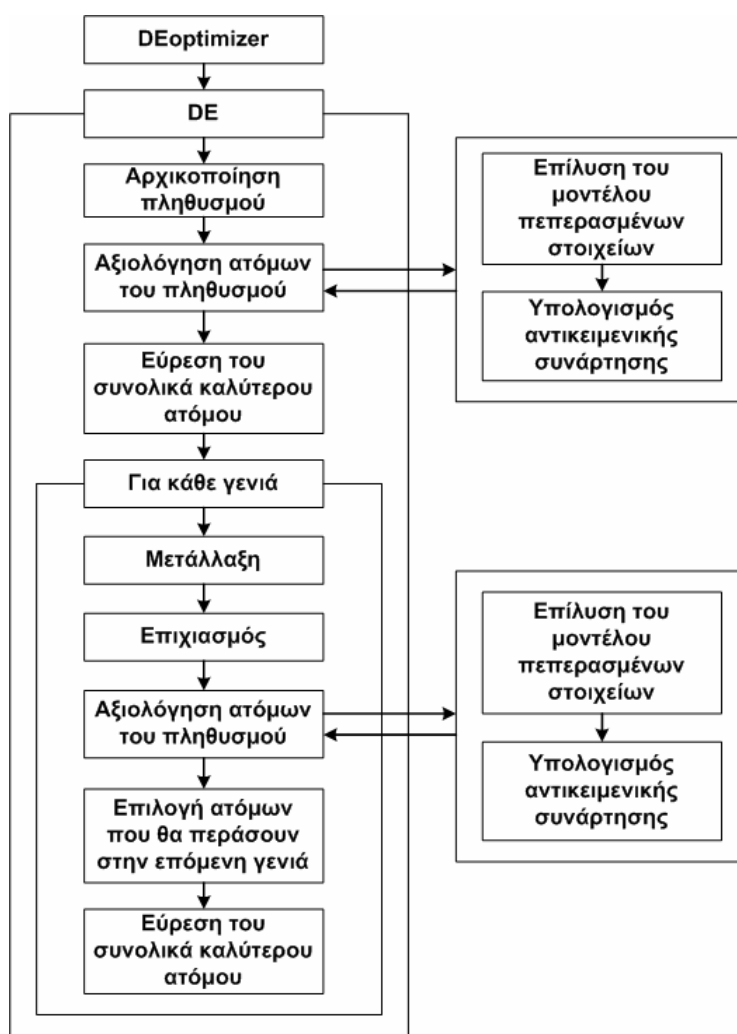 DEoptimizer
DE
Αρχικοποίηση
πληθυσμού
Αξιολόγηση ατόμων
του πληθυσμού
Εύρεση του
συνολικά καλύτερου
ατόμου
Για κάθε γενιά
Μετάλλαξη
Επιχιασμός
Αξιολόγηση ατόμων
του πληθυσμού
Επιλογή ατόμων
που θα περάσουν
στην επόμενη γενιά
Εύρεση του
συνολικά καλύτερου
ατόμου
Επίλυση του
μοντέλου
πεπερασμένων
στοιχείων
Υπολογισμός
αντικειμενικής
συνάρτησης
Επίλυση του
μοντέλου
πεπερασμένων
στοιχείων
Υπολογισμός
αντικειμενικής
συνάρτησης